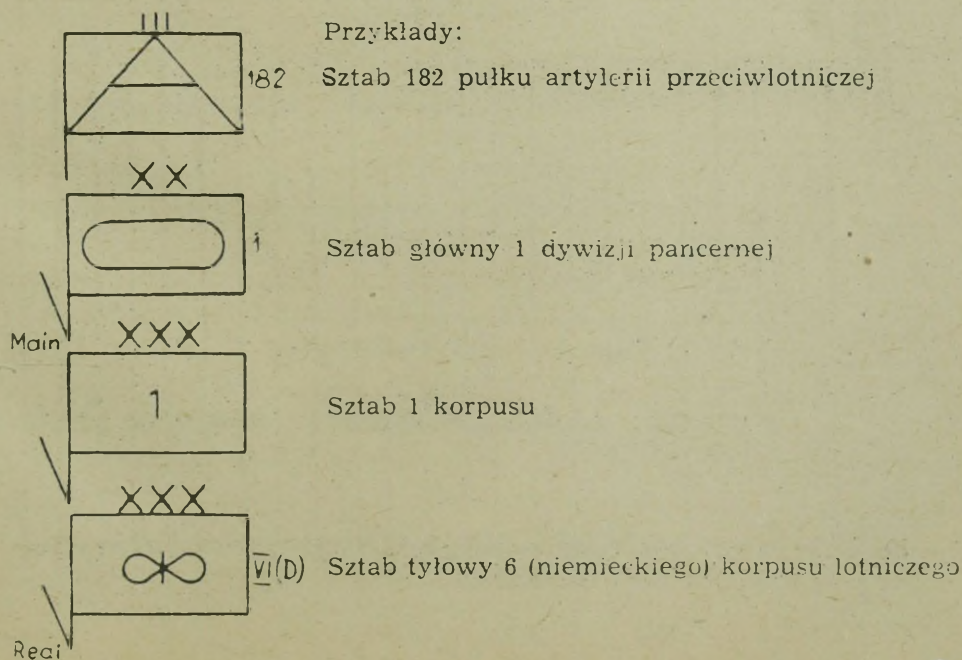 III
Przykłady:
182 Sztab 182 pułku artylerii przeciwlotniczej
XX
1 Sztab główny 1 dywizji pancernej
Main
XXX
1 Sztab 1 korpusu
XXX
VI(D) Sztab tyłowy 6 (niemieckiego) korpusu lotniczego
Reai